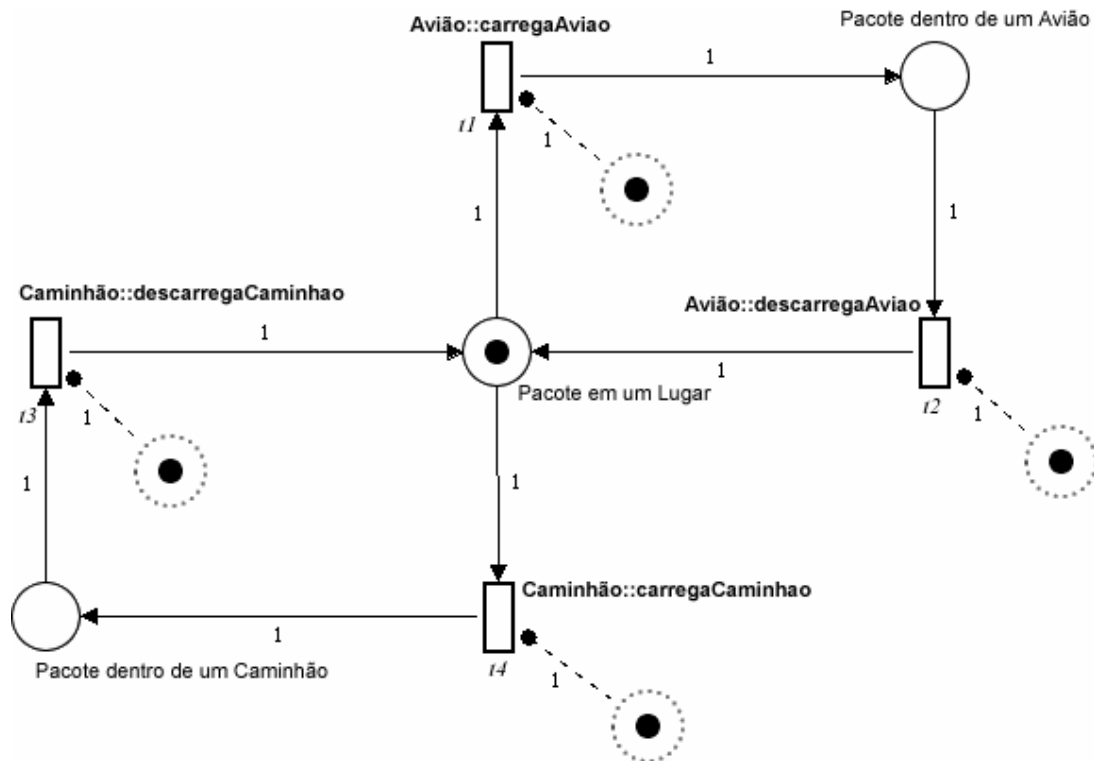 Pacote dentro de um Avião
Avião::carregaAviao
1
t1
1
1
1
Caminhão::descarregaCaminhao
Avião::descarregaAviao
1
1
Pacote em um Lugar
t3
1
t2
1
1
1
Caminhão::carregaCaminhao
1
Pacote dentro de um Caminhão
t4
1